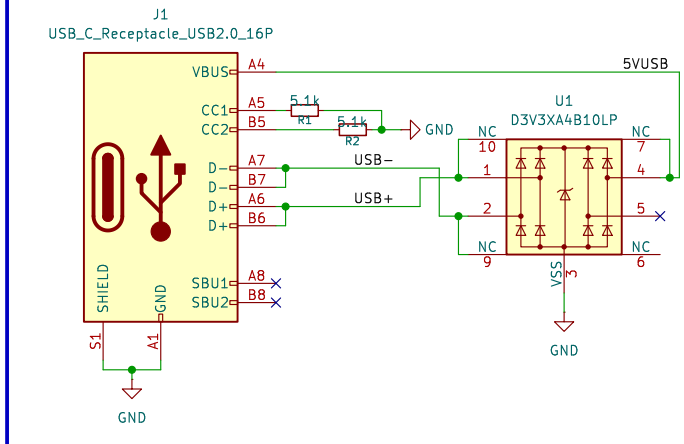 J1
USB_C_Receptacle_USB2.0_16P
VBUS A4
5VUSB
CC1 A5
5.1k
R1
CC2 B5
5.1k
R2
GND
U1
D3V3XA4B10LP
NC 10
NC 7
1
4
2
5
NC 9
NC 6
VSS 3
GND
D- A7
USB-
D- B7
D+ A6
USB+
D+ B6
SBU1 A8
SBU2 B8
SHIELD
GND
S1
A1
GND